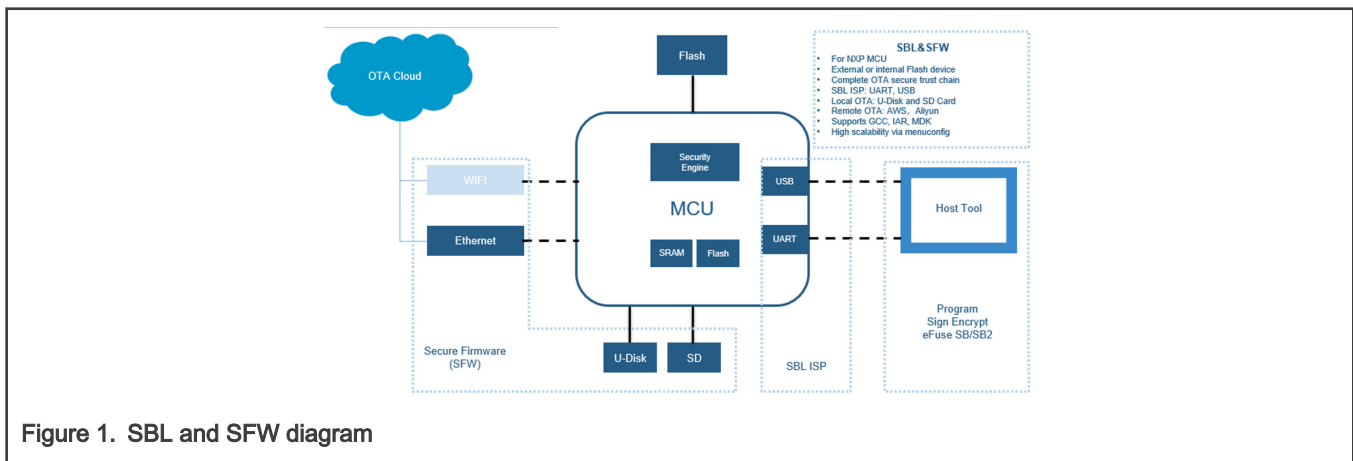 OTA Cloud
Flash
SBL&SFW
• For NXP MCU
• External or internal Flash device
• Complete OTA secure trust chain
• SBL ISP: UART, USB
• Local OTA: U-Disk and SD Card
• Remote OTA: AWS、Aliyun
• Supports GCC, IAR, MDK
• High scalability via menuconfig
WIFI
Ethernet
Security
Engine
MCU
SRAM
Flash
USB
UART
Host Tool
Program
Sign Encrypt
eFuse SB/SB2
Secure Firmware
(SFW)
U-Disk
SD
SBL ISP
Figure 1. SBL and SFW diagram